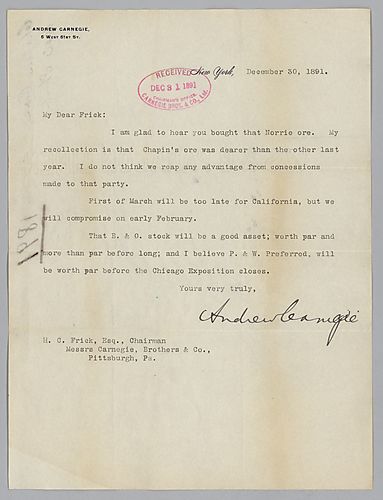 ANDREW CARNEGIE,
5 WEST 51ST ST.
RECEIVED
DEC 31 1891
CHAIRMAN'S OFFICE,
CARNEGIE BROS. & CO., Ltd.
New York, December 30, 1891.
My Dear Frick:
I am glad to hear you bought that Norrie ore. My
recollection is that Chapin's ore was dearer than the other last
year. I do not think we reap any advantage from concessions
made to that party.
First of March will be too late for California, but we
will compromise on early February.
That B. & O. stock will be a good asset; worth par and
more than par before long; and I believe P. & W. Preferred, will
be worth par before the Chicago Exposition closes.
Yours very truly,
Andrew Carnegie
H. C. Frick, Esq., Chairman
Messrs Carnegie, Brothers & Co.,
Pittsburgh, Pa.
1891